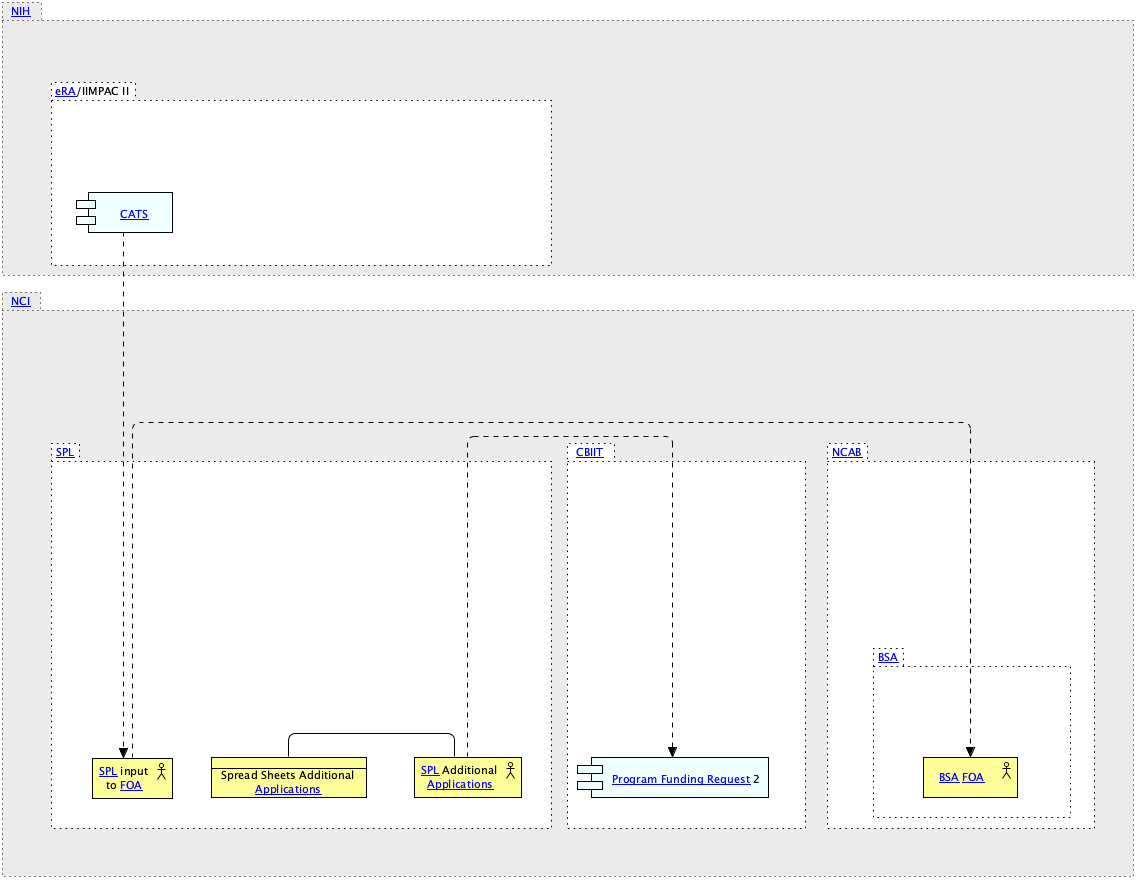 NIH
eRA/IIMPAC II
CATS
NCI
SPL
CBIIT
NCAB
BSA
SPL input
to FOA
Spread Sheets Additional
Applications
SPL Additional
Applications
Program Funding Request 2
BSA FOA